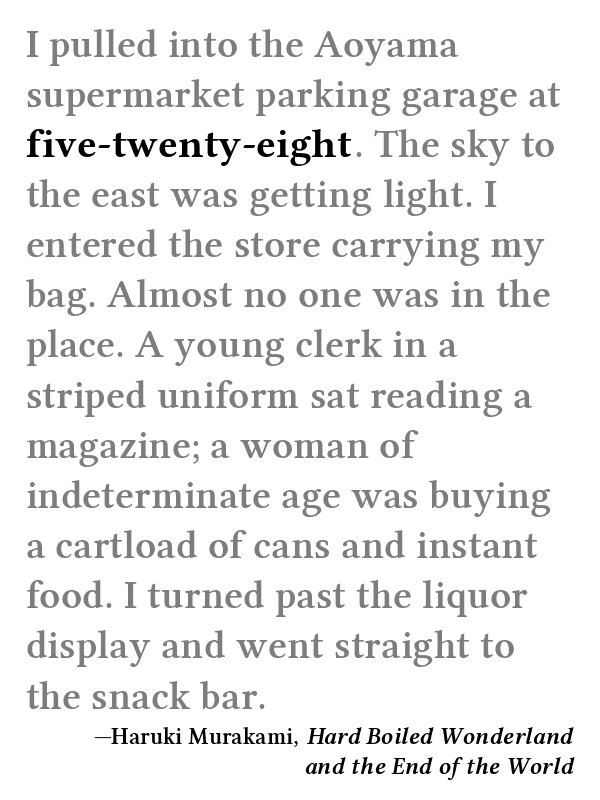 I pulled into the Aoyama
supermarket parking garage at
five-twenty-eight. The sky to
the east was getting light. I
entered the store carrying my
bag. Almost no one was in the
place. A young clerk in a
striped uniform sat reading a
magazine; a woman of
indeterminate age was buying
a cartload of cans and instant
food. I turned past the liquor
display and went straight to
the snack bar.
—Haruki Murakami, Hard Boiled Wonderland
and the End of the World